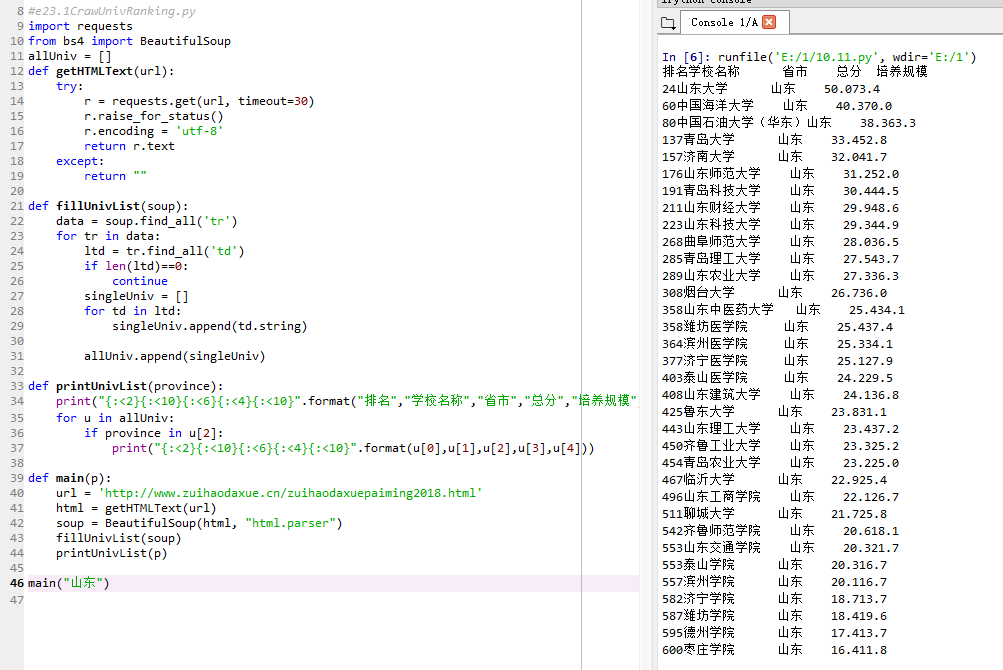 8 #e23.1CrawUnivRanking.py
9 import requests
10 from bs4 import BeautifulSoup
11 allUniv = []
12 def getHTMLText(url):
13     try:
14         r = requests.get(url, timeout=30)
15         r.raise_for_status()
16         r.encoding = 'utf-8'
17         return r.text
18     except:
19         return ""
20
21 def fillUnivList(soup):
22     data = soup.find_all('tr')
23     for tr in data:
24         ltd = tr.find_all('td')
25         if len(ltd)==0:
26             continue
27         singleUniv = []
28         for td in ltd:
29             singleUniv.append(td.string)
30
31         allUniv.append(singleUniv)
32
33 def printUnivList(province):
34     print("{:<2}{:<10}{:<6}{:<4}{:<10}".format("排名","学校名称","省市","总分","培养规模"
35     for u in allUniv:
36         if province in u[2]:
37             print("{:<2}{:<10}{:<6}{:<4}{:<10}".format(u[0],u[1],u[2],u[3],u[4]))
38
39 def main(p):
40     url = 'http://www.zuihaodaxue.cn/zuihaodaxuepaiming2018.html'
41     html = getHTMLText(url)
42     soup = BeautifulSoup(html, "html.parser")
43     fillUnivList(soup)
44     printUnivList(p)
45
46 main("山东")
47
Console 1/A
In [6]: runfile('E:/1/10.11.py', wdir='E:/1')
排名学校名称 省市 总分 培养规模
24山东大学 山东 50.073.4
60中国海洋大学 山东 40.370.0
80中国石油大学（华东）山东 38.363.3
137青岛大学 山东 33.452.8
157济南大学 山东 32.041.7
176山东师范大学 山东 31.252.0
191青岛科技大学 山东 30.444.5
211山东财经大学 山东 29.948.6
223山东科技大学 山东 29.344.9
268曲阜师范大学 山东 28.036.5
285青岛理工大学 山东 27.543.7
289山东农业大学 山东 27.336.3
308烟台大学 山东 26.736.0
358山东中医药大学 山东 25.434.1
358潍坊医学院 山东 25.437.4
364滨州医学院 山东 25.334.1
377济宁医学院 山东 25.127.9
403泰山医学院 山东 24.229.5
408山东建筑大学 山东 24.136.8
425鲁东大学 山东 23.831.1
443山东理工大学 山东 23.437.2
450齐鲁工业大学 山东 23.325.2
454青岛农业大学 山东 23.225.0
467临沂大学 山东 22.925.4
496山东工商学院 山东 22.126.7
511聊城大学 山东 21.725.8
542齐鲁师范学院 山东 20.618.1
553山东交通学院 山东 20.321.7
553泰山学院 山东 20.316.7
557滨州学院 山东 20.116.7
582济宁学院 山东 18.713.7
587潍坊学院 山东 18.419.6
595德州学院 山东 17.413.7
600枣庄学院 山东 16.411.8